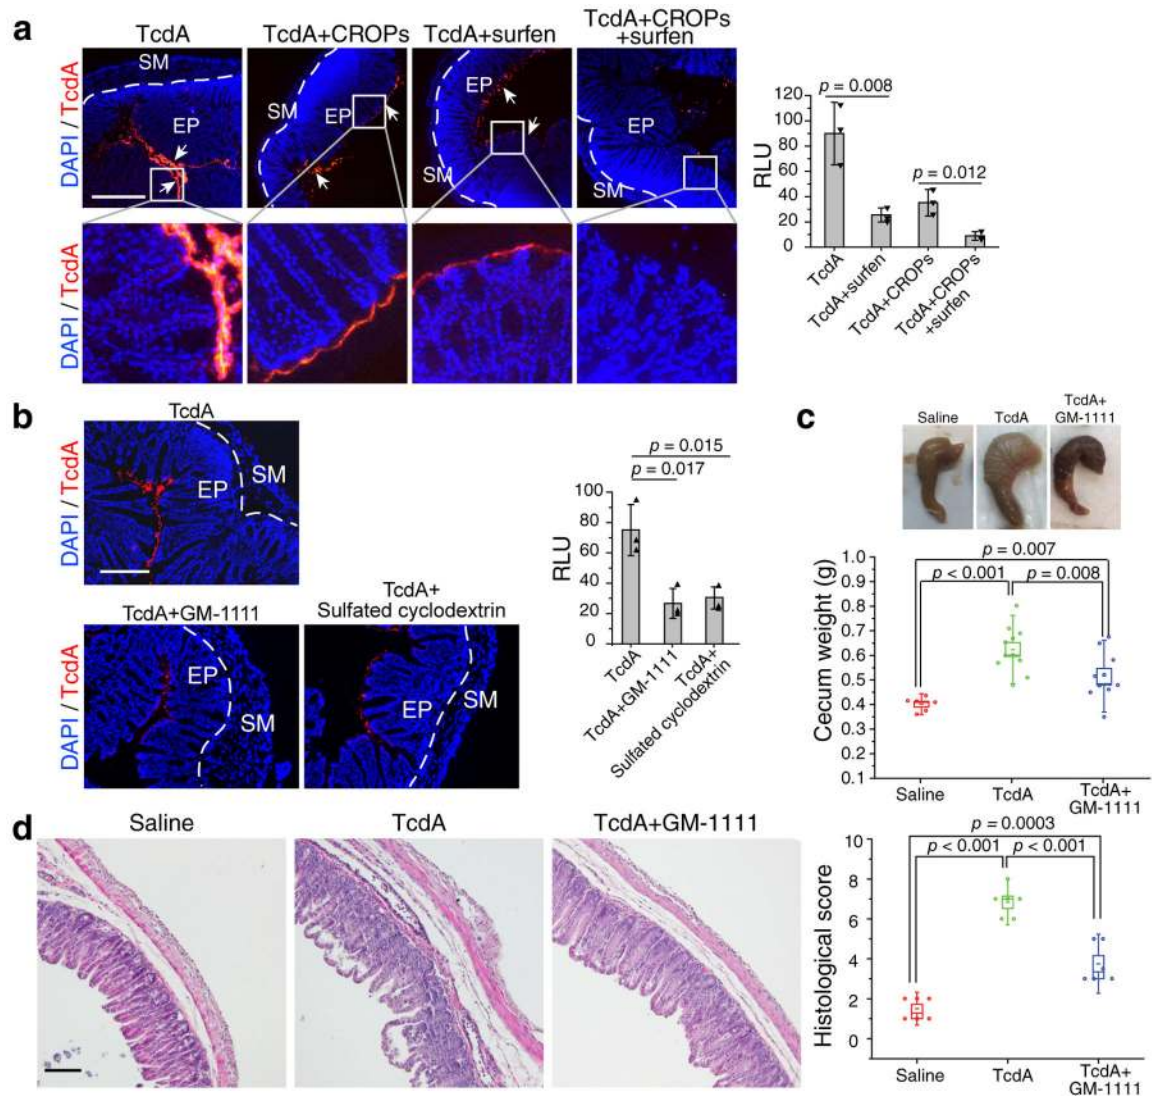 a
TcdA
TcdA+CROPs
TcdA+surfen
TcdA+CROPs
+surfen
DAPI / TcdA
SM
EP
SM
EP
EP
SM
EP
SM
DAPI / TcdA
p = 0.008
p = 0.012
RLU
120
100
80
60
40
20
0
TcdA
TcdA+surfen
TcdA+CROPs
TcdA+CROPs
+surfen
b
TcdA
DAPI / TcdA
EP
SM
TcdA+GM-1111
TcdA+
Sulfated cyclodextrin
DAPI / TcdA
EP
SM
EP
SM
p = 0.015
p = 0.017
RLU
100
80
60
40
20
0
TcdA
TcdA+GM-1111
TcdA+
Sulfated cyclodextrin
c
Saline
TcdA
TcdA+
GM-1111
p = 0.007
p < 0.001
p = 0.008
Cecum weight (g)
1.0
0.9
0.8
0.7
0.6
0.5
0.4
0.3
0.2
0.1
Saline
TcdA
TcdA+
GM-1111
d
Saline
TcdA
TcdA+GM-1111
p = 0.0003
p < 0.001
p < 0.001
Histological score
10
8
6
4
2
0
Saline
TcdA
TcdA+
GM-1111